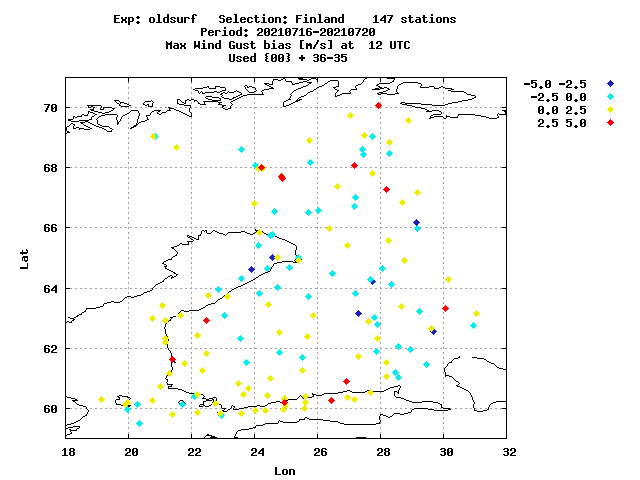 Exp: oldsurf Selection: Finland 147 stations
Period: 20210716-20210720
Max Wind Gust bias [m/s] at 12 UTC
Used {00} + 36-35
-5.0 -2.5
-2.5 0.0
0.0 2.5
2.5 5.0
70
68
66
64
62
60
Lat
18 20 22 24 26 28 30 32
Lon